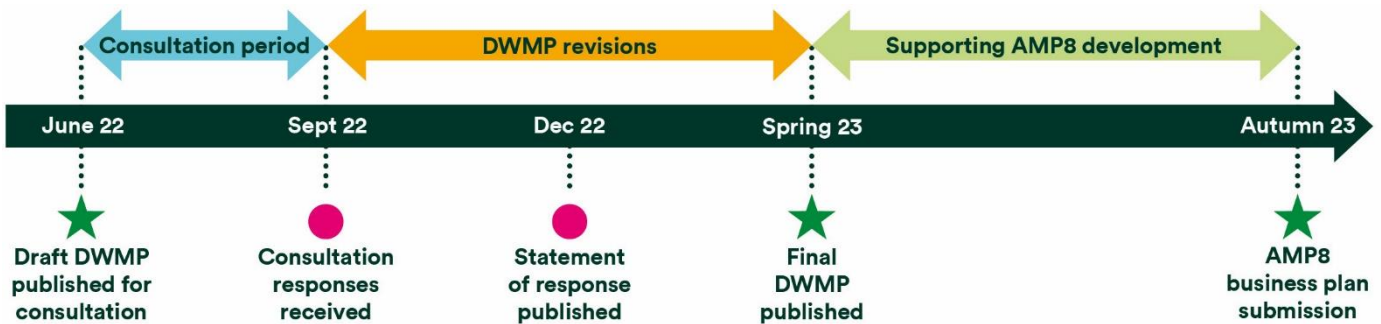 Consultation period
DWMP revisions
Supporting AMP8 development
June 22
Sept 22
Dec 22
Spring 23
Autumn 23
Draft DWMP
published for
consultation
Consultation
responses
received
Statement
of response
published
Final
DWMP
published
AMP8
business plan
submission